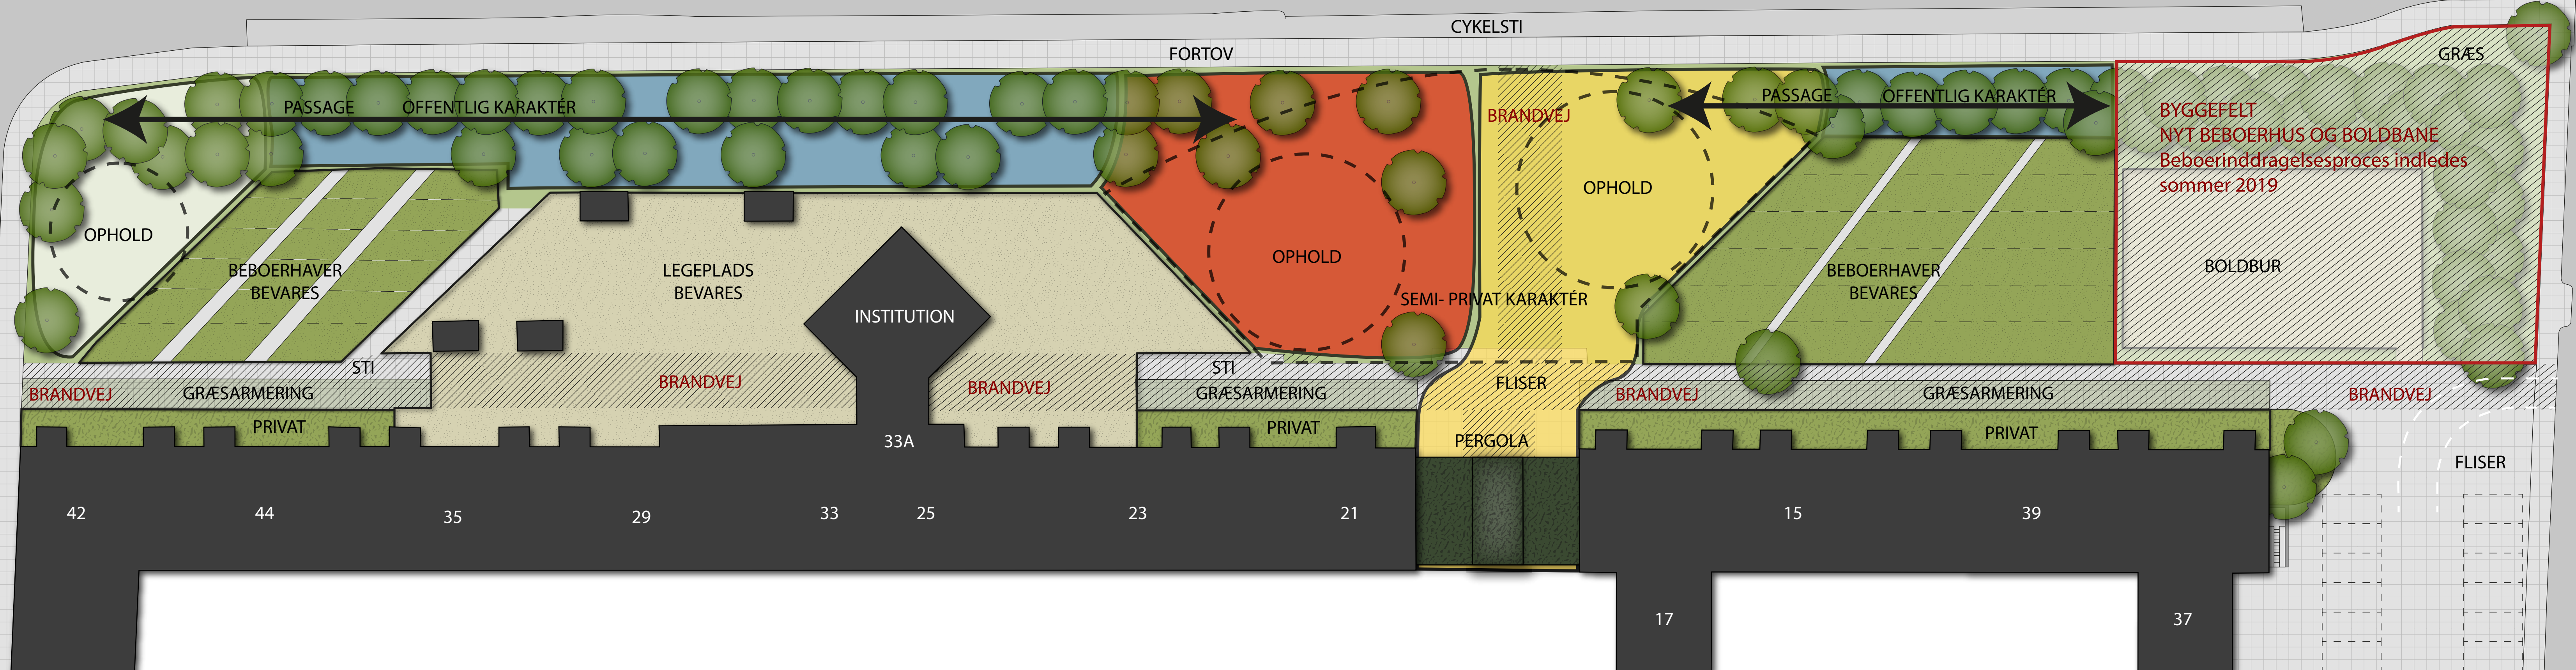 CYKELSTI
FORTOV
GRÆS
PASSAGE
OFFENTLIG KARAKTÉR
BRANDVEJ
PASSAGE
OFFENTLIG KARAKTÉR
BYGGEFELT
NYT BEBOERHUS OG BOLDBANE
Beboerinddragelsesproces indledes
sommer 2019
OPHOLD
OPHOLD
OPHOLD
BEBOERHAVER
BEVARES
LEGEPLADS
BEVARES
INSTITUTION
SEMI- PRIVAT KARAKTÉR
BEBOERHAVER
BEVARES
BOLDBUR
STI
STI
BRANDVEJ
GRÆSARMERING
BRANDVEJ
BRANDVEJ
GRÆSARMERING
FLISER
BRANDVEJ
GRÆSARMERING
BRANDVEJ
PRIVAT
33A
PRIVAT
PERGOLA
PRIVAT
FLISER
42
44
35
29
33
25
23
21
15
39
17
37